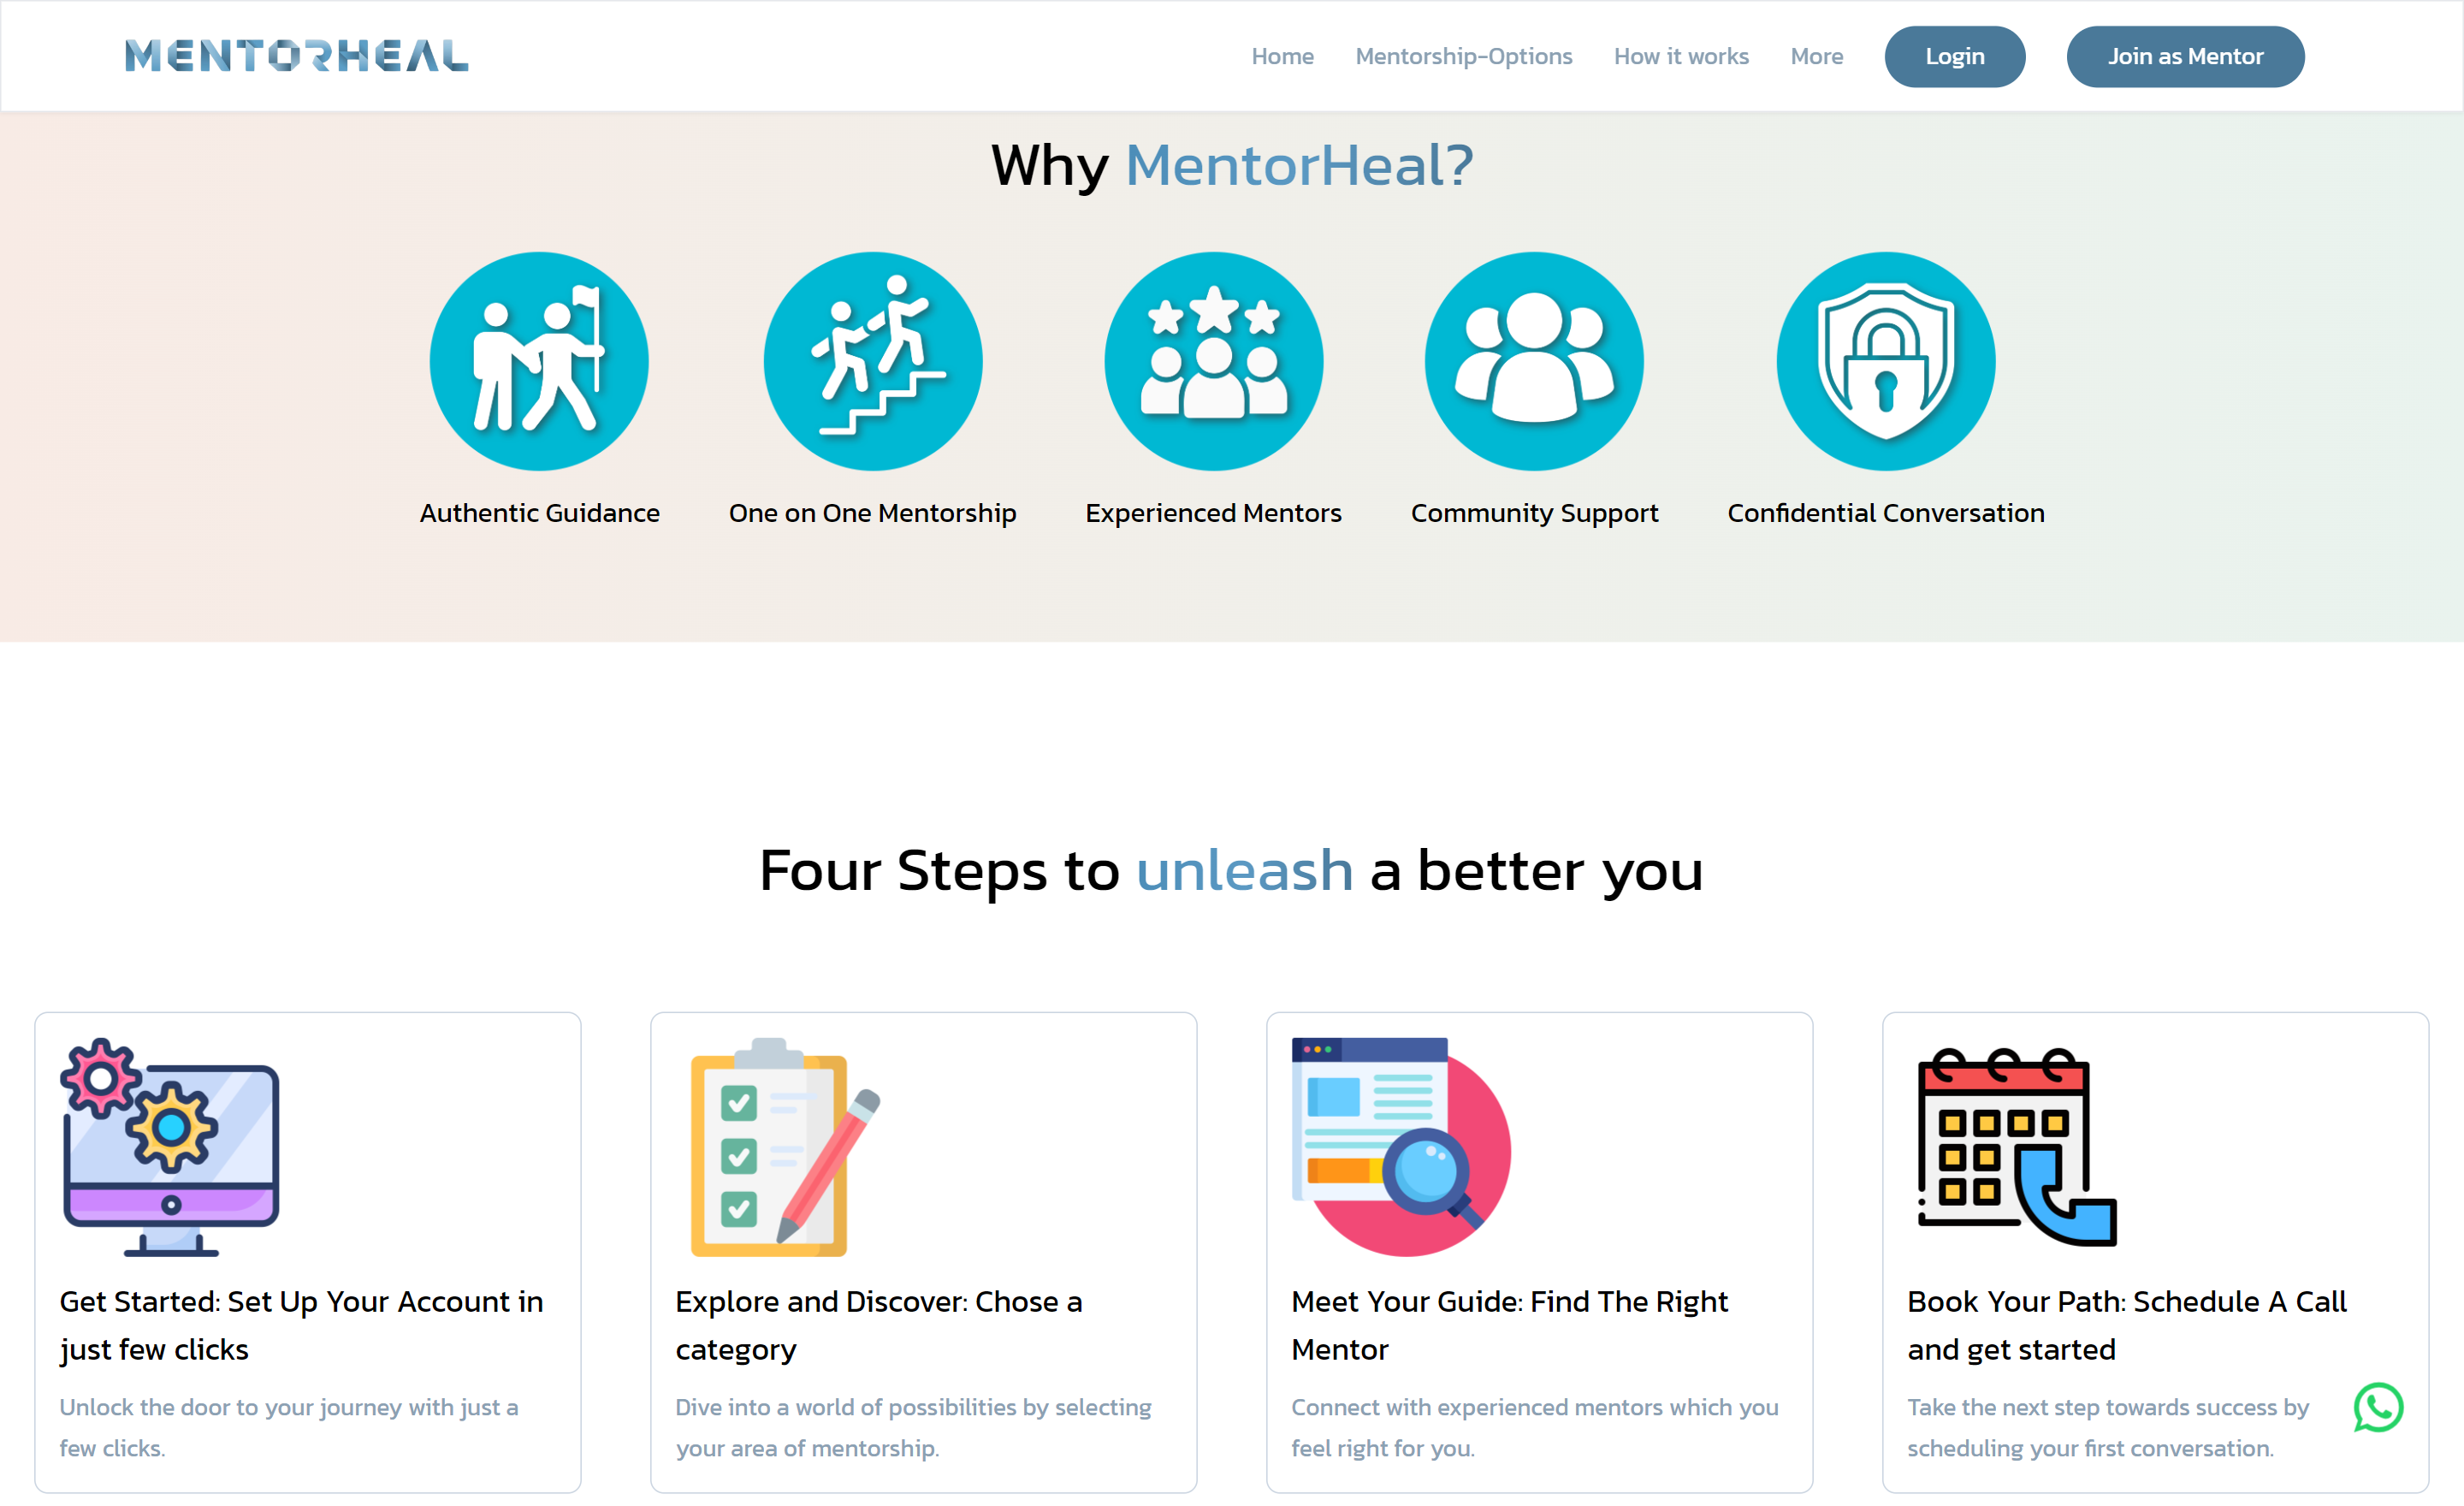 MENTORHEAL
Home Mentorship-Options How it works More Login Join as Mentor
Why MentorHeal?
Authentic Guidance
One on One Mentorship
Experienced Mentors
Community Support
Confidential Conversation
Four Steps to unleash a better you
Get Started: Set Up Your Account in
just few clicks
Unlock the door to your journey with just a
few clicks.
Explore and Discover: Chose a
category
Dive into a world of possibilities by selecting
your area of mentorship.
Meet Your Guide: Find The Right
Mentor
Connect with experienced mentors which you
feel right for you.
Book Your Path: Schedule A Call
and get started
Take the next step towards success by
scheduling your first conversation.